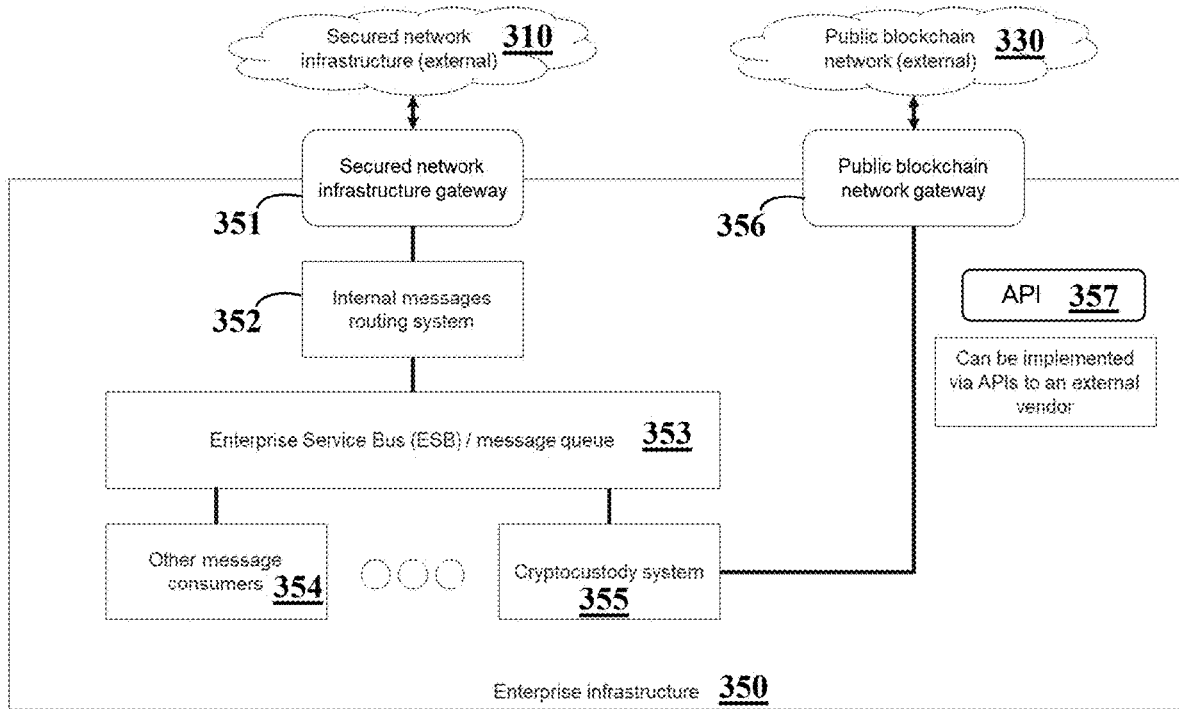 Secured network
infrastructure (external) 310
Public blockchain
network (external) 330
Secured network
infrastructure gateway
351
Public blockchain
network gateway
356
Internal messages
routing system
352
API 357
Can be implemented
via APIs to an external
vendor
Enterprise Service Bus (ESB) / message queue 353
Other message
consumers 354
Cryptocustody system
355
Enterprise infrastructure 350